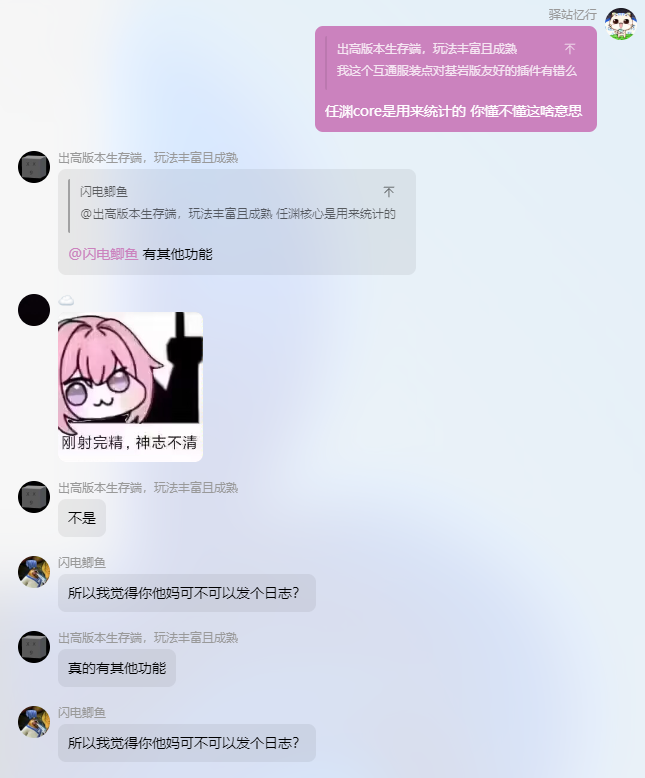 驿站忆行
出高版本生存端，玩法丰富且成熟
我这个互通服装点对基岩版友好的插件有错么
任渊core是用来统计的 你懂不懂这啥意思
出高版本生存端，玩法丰富且成熟
闪电鲫鱼
@出高版本生存端，玩法丰富且成熟 任渊核心是用来统计的
@闪电鲫鱼 有其他功能
刚射完精，神志不清
出高版本生存端，玩法丰富且成熟
不是
闪电鲫鱼
所以我觉得你他妈可不可以发个日志？
出高版本生存端，玩法丰富且成熟
真的有其他功能
闪电鲫鱼
所以我觉得你他妈可不可以发个日志？